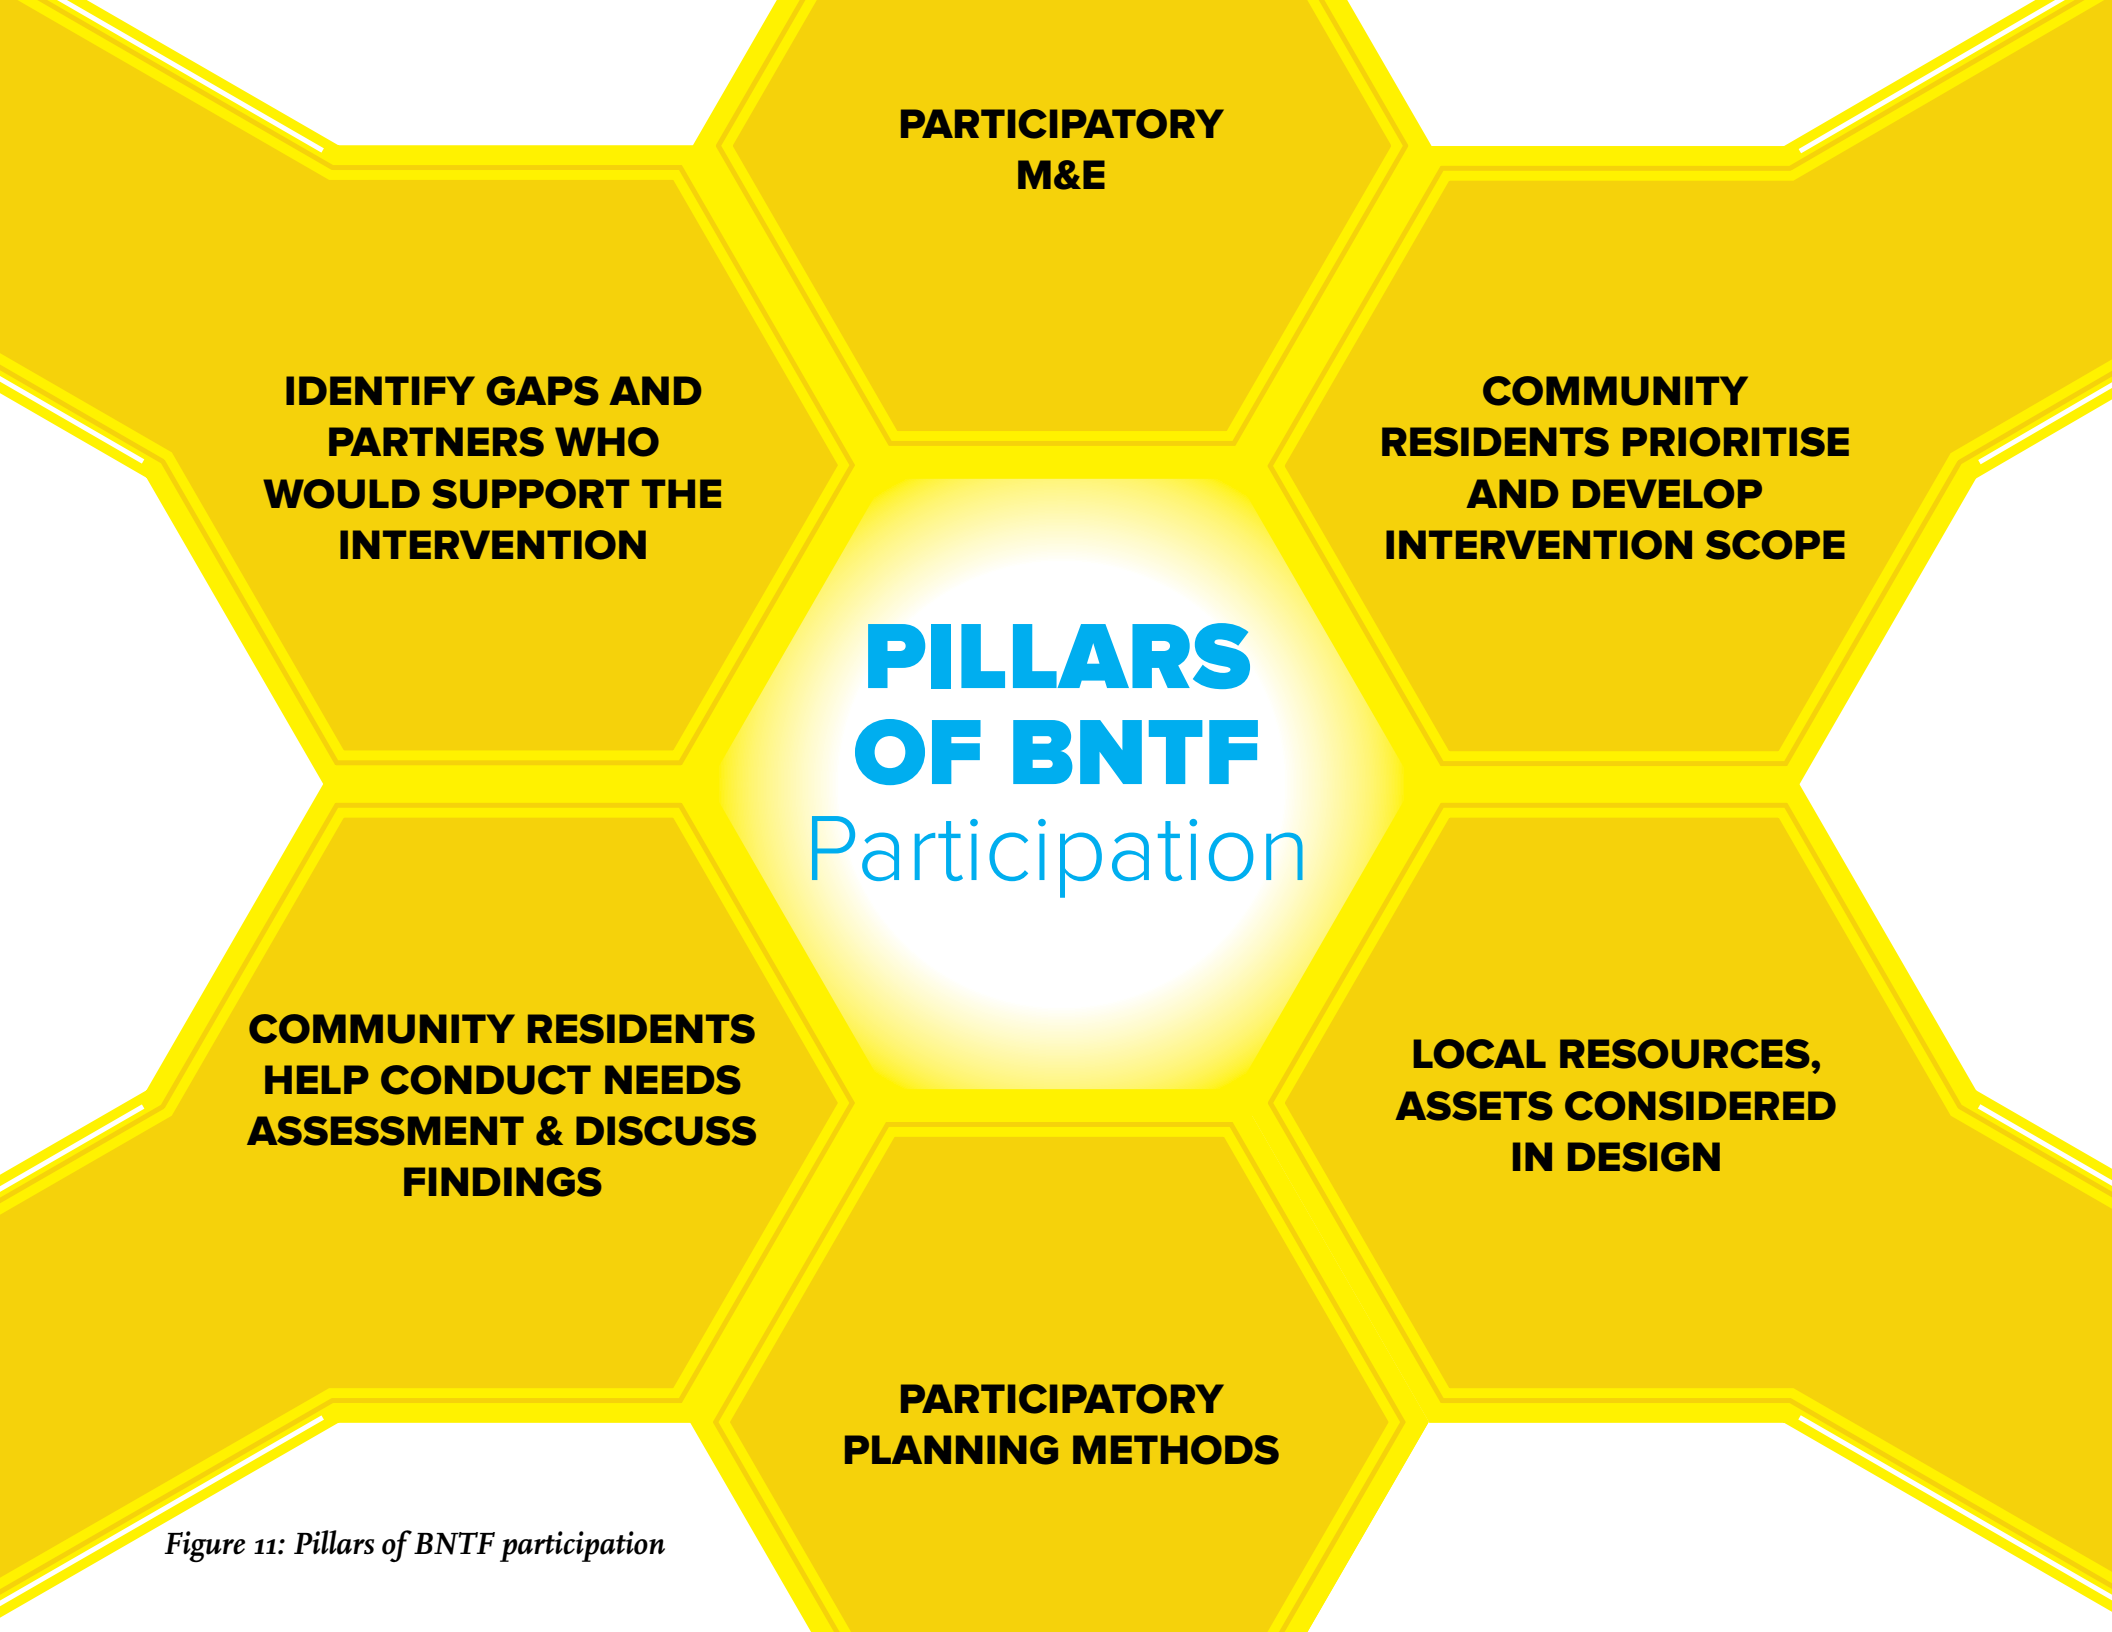 PARTICIPATORY
M&E
IDENTIFY GAPS AND
PARTNERS WHO
WOULD SUPPORT THE
INTERVENTION
COMMUNITY
RESIDENTS PRIORITISE
AND DEVELOP
INTERVENTION SCOPE
PILLARS
OF BNTF
Participation
COMMUNITY RESIDENTS
HELP CONDUCT NEEDS
ASSESSMENT & DISCUSS
FINDINGS
LOCAL RESOURCES,
ASSETS CONSIDERED
IN DESIGN
PARTICIPATORY
PLANNING METHODS
Figure 11: Pillars of BNTF participation